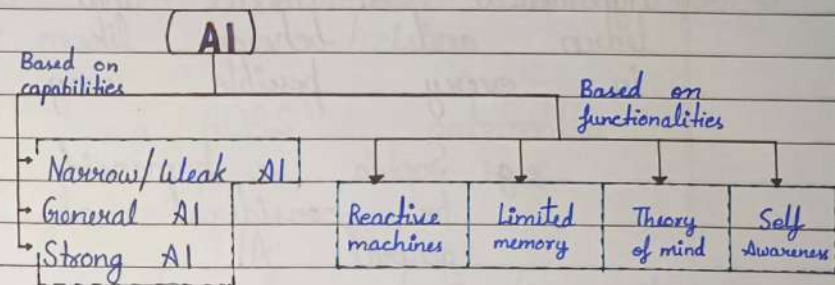 (AI)
Based on
capabilities
Based on
functionalities
Narrow/Weak AI
General AI
Strong AI
Reactive
machines
Limited
memory
Theory
of mind
Self
Awareness